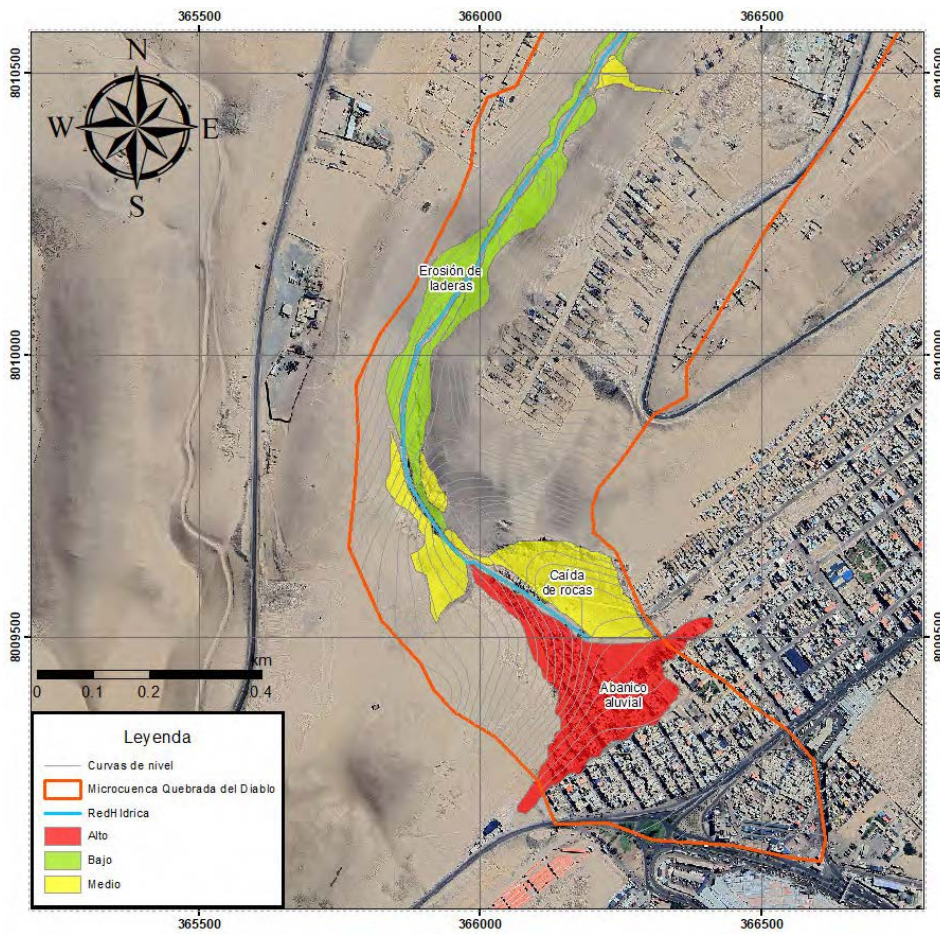 365500 366000 366500
8010500 8010500
N
W E
S
Erosión de
laderas
8010000 8010000
Caída
de rocas
8009500 8009500
km
0 0.1 0.2 0.4
Abanico
aluvial
Leyenda
Curvas de nivel
Microcuenca Quebrada del Diablo
RedHídrica
Alto
Bajo
Medio
365500 366000 366500